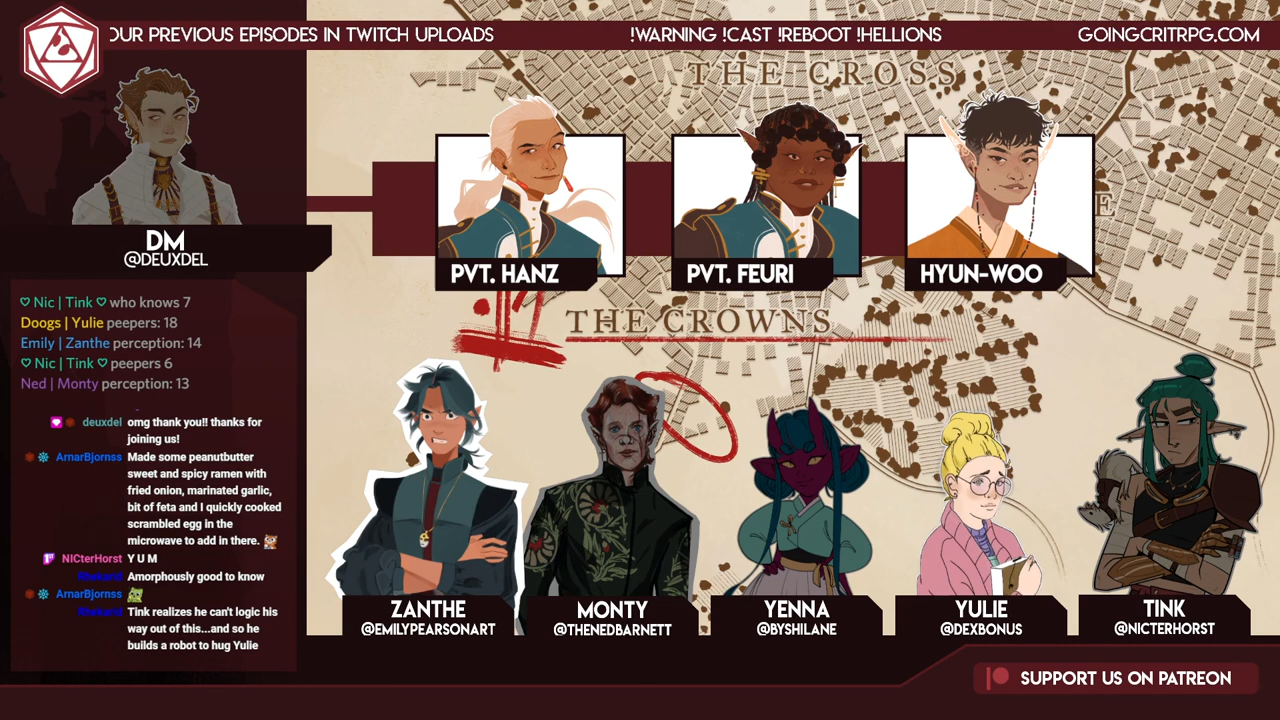 OUR PREVIOUS EPISODES IN TWITCH UPLOADS
!WARNING !CAST !REBOOT !HELLIONS
GOINGCRITRPG.COM
THE CROSS
DM
@DEUXDEL
PVT. HANZ
PVT. FEURI
HYUN-WOO
THE CROWNS
♡ Nic | Tink ♡ who knows 7
Doogs | Yulie peepers: 18
Emily | Zanthe perception: 14
♡ Nic | Tink ♡ peepers 6
Ned | Monty perception: 13
deuxdel omg thank you!! thanks for
joining us!
ArnarBjornss Made some peanutbutter
sweet and spicy ramen with
fried onion, marinated garlic,
bit of feta and I quickly cooked
scrambled egg in the
microwave to add in there.
NICterHorst Y U M
Amorphously good to know
ArnarBjornss
Tink realizes he can't logic his
way out of this...and so he
builds a robot to hug Yulie
ZANTHE
@EMILYPEARSONART
MONTY
@THENEDBARNETT
YENNA
@BYSHILANE
YULIE
@DEXBONUS
TINK
@NICTERHORST
SUPPORT US ON PATREON